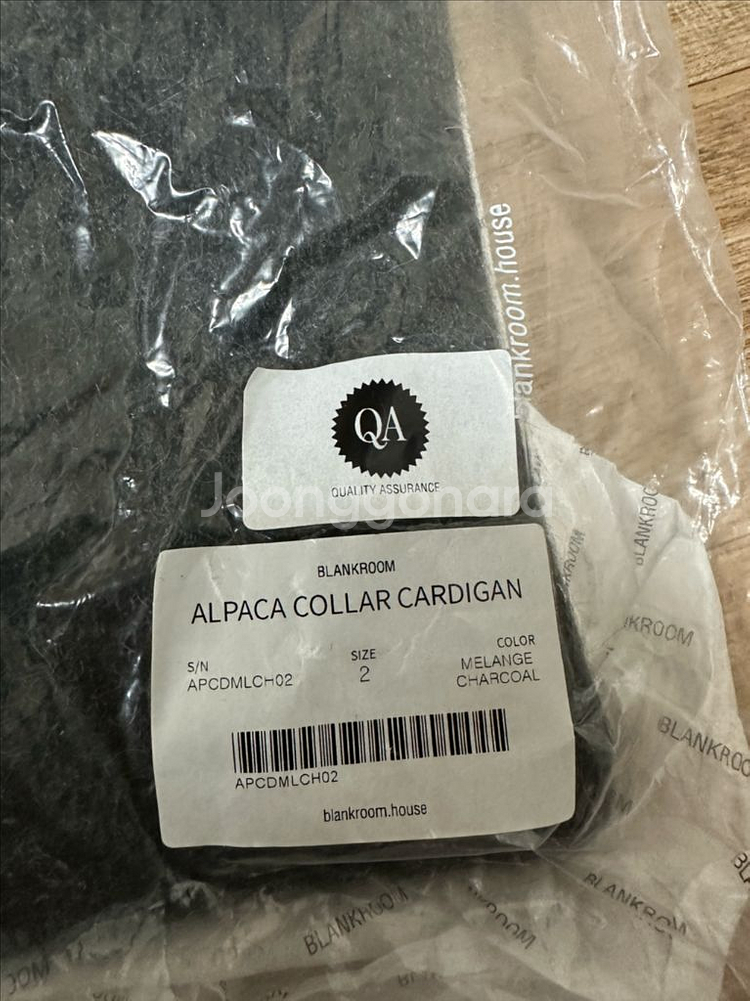 blankroom.house
QA
QUALITY ASSURANCE
Joonggonara
BLANKROOM
ALPACA COLLAR CARDIGAN
S/N
APCDMLCH02
SIZE
2
COLOR
MELANGE
CHARCOAL
APCDMLCH02
blankroom.house
BLANKROOM